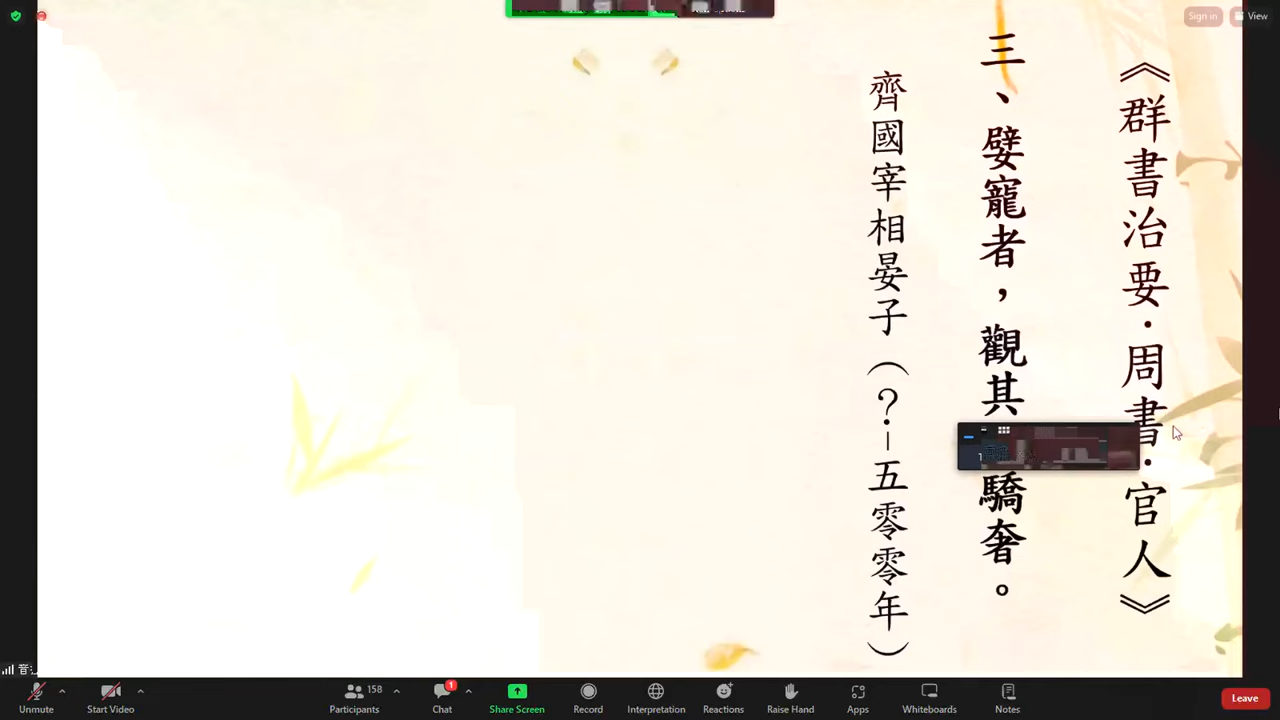 Sign in
View
《群書治要·周書·官人》
三、嬖寵者，觀其驕奢。
齊國宰相晏子（?–五零零年）
Unmute
Start Video
Participants
158
Chat
1
Share Screen
Record
Interpretation
Reactions
Raise Hand
Apps
Whiteboards
Notes
Leave